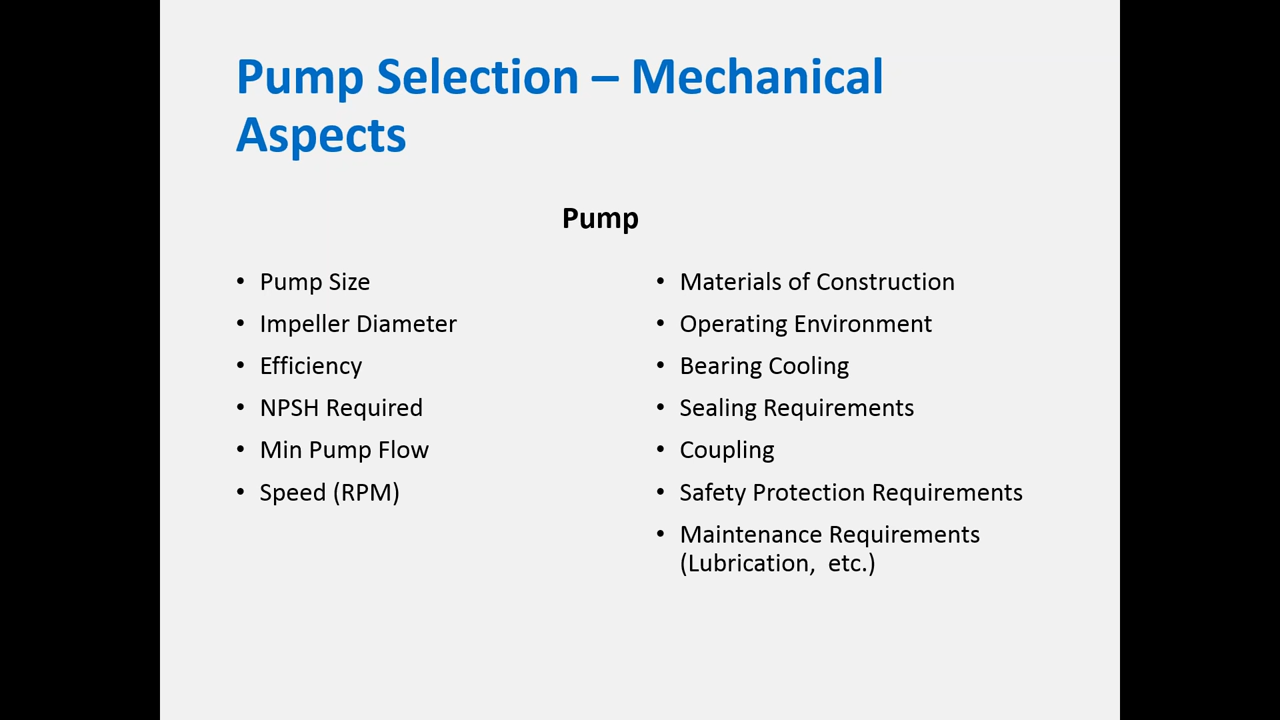 Pump Selection – Mechanical
Aspects
Pump
• Pump Size
• Impeller Diameter
• Efficiency
• NPSH Required
• Min Pump Flow
• Speed (RPM)
• Materials of Construction
• Operating Environment
• Bearing Cooling
• Sealing Requirements
• Coupling
• Safety Protection Requirements
• Maintenance Requirements
(Lubrication,  etc.)